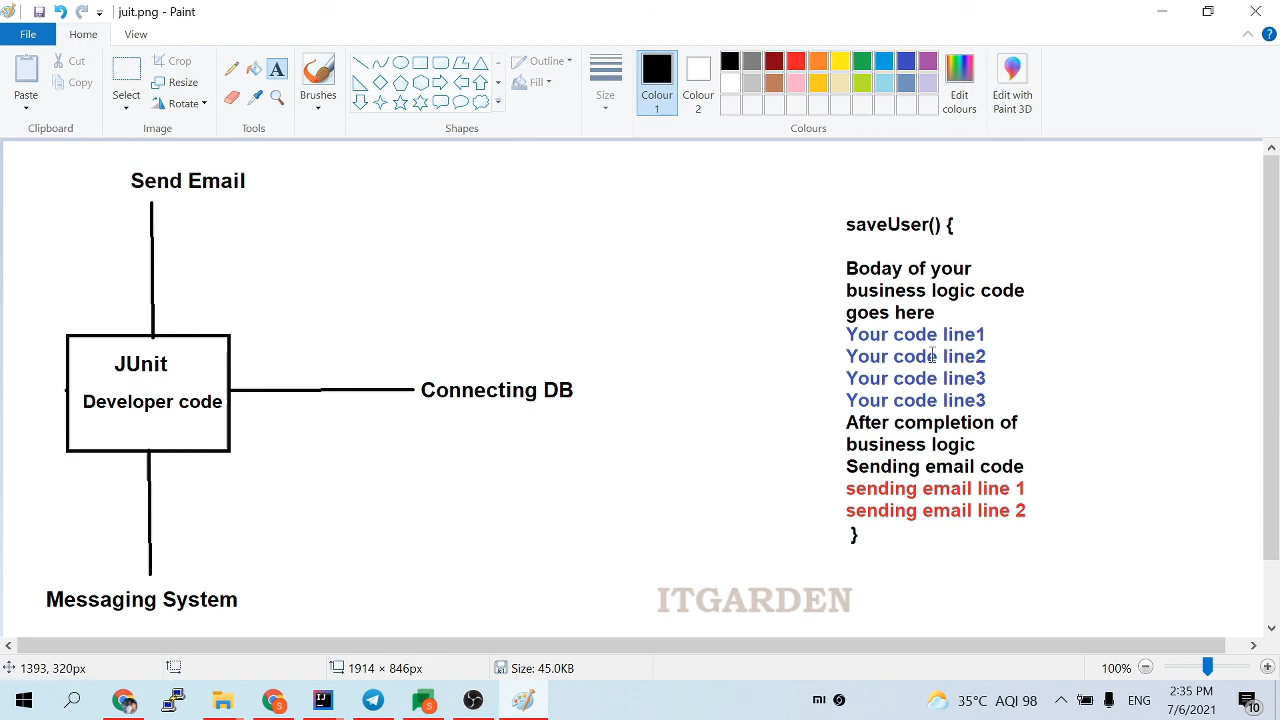 juit.png - Paint
File
Home
View
Paste
Cut
Copy
Clipboard
Select
Crop
Resize
Rotate
Image
A
Tools
Brushes
Shapes
Outline
Fill
Size
Colour 1
Colour 2
Edit colours
Colours
Edit with Paint 3D
Send Email
JUnit
Developer code
Connecting DB
Messaging System
saveUser() {
Boday of your
business logic code
goes here
Your code line1
Your code line2
Your code line3
Your code line3
After completion of
business logic
Sending email code
sending email line 1
sending email line 2
}
ITGARDEN
1393, 320px
1914 × 846px
Size: 45.0KB
100%
S
IJ
S
mi
35°C AQI 98
ENG
2:35 PM
7/6/2021
10